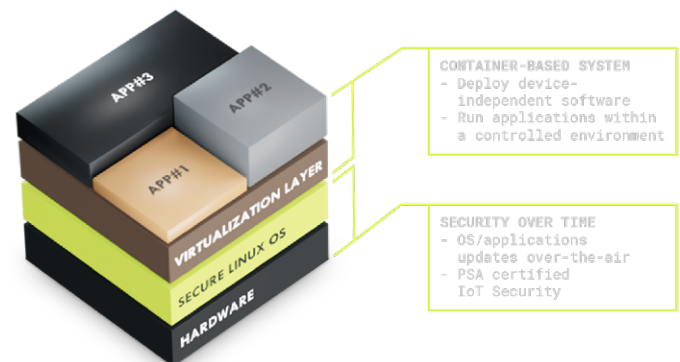 APP#3
APP#2
APP#1
VIRTUALIZATION LAYER
SECURE LINUX OS
HARDWARE
CONTAINER-BASED SYSTEM
- Deploy device-
independent software
- Run applications within
a controlled environment
SECURITY OVER TIME
- OS/applications
updates over-the-air
- PSA certified
IoT Security